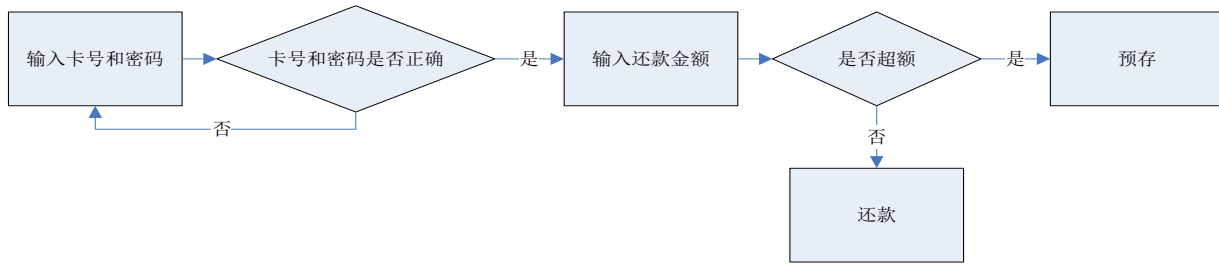 输入卡号和密码
卡号和密码是否正确
是
输入还款金额
是否超额
是
预存
否
否
还款